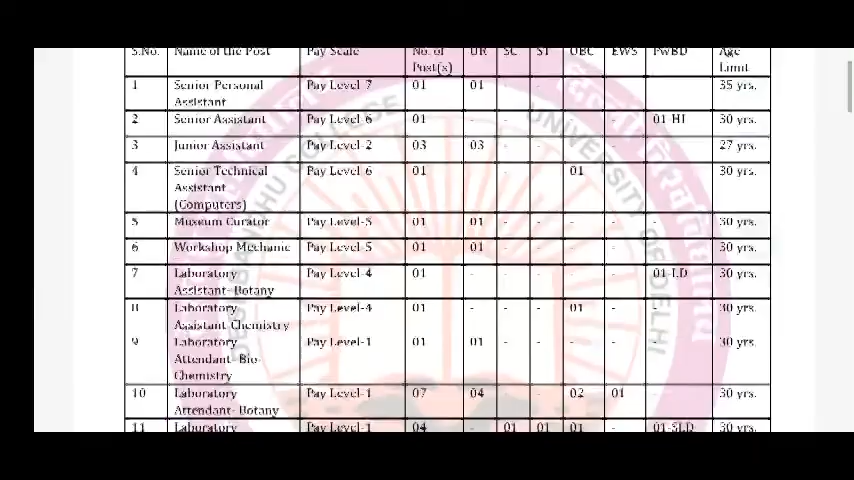 S.No. Name of the Post Pay Scale No. of Post(s) UR SC ST OBC EWS PwBD Age Limit
1 Senior Personal Assistant Pay Level-7 01 01 - - 35 yrs.
2 Senior Assistant Pay Level-6 01 - - - - - 01-HI 30 yrs.
3 Junior Assistant Pay Level-2 03 03 - - - - 27 yrs.
4 Senior Technical Assistant (Computers) Pay Level-6 01 - - 01 - 30 yrs.
5 Museum Curator Pay Level-5 01 01 - - - - - 30 yrs.
6 Workshop Mechanic Pay Level-5 01 01 - - - - - 30 yrs.
7 Laboratory Assistant- Botany Pay Level-4 01 - - - - - 01-LD 30 yrs.
8 Laboratory Assistant-Chemistry Pay Level-4 01 - - - 01 - - 30 yrs.
9 Laboratory Attendant- Bio-Chemistry Pay Level-1 01 01 - - - - - 30 yrs.
10 Laboratory Attendant- Botany Pay Level-1 07 04 - - 02 01 - 30 yrs.
11 Laboratory Pay Level-1 04 - 01 01 01 - 01-SLD 30 yrs.
COLLEGE
UNIVERSITY OF DELHI